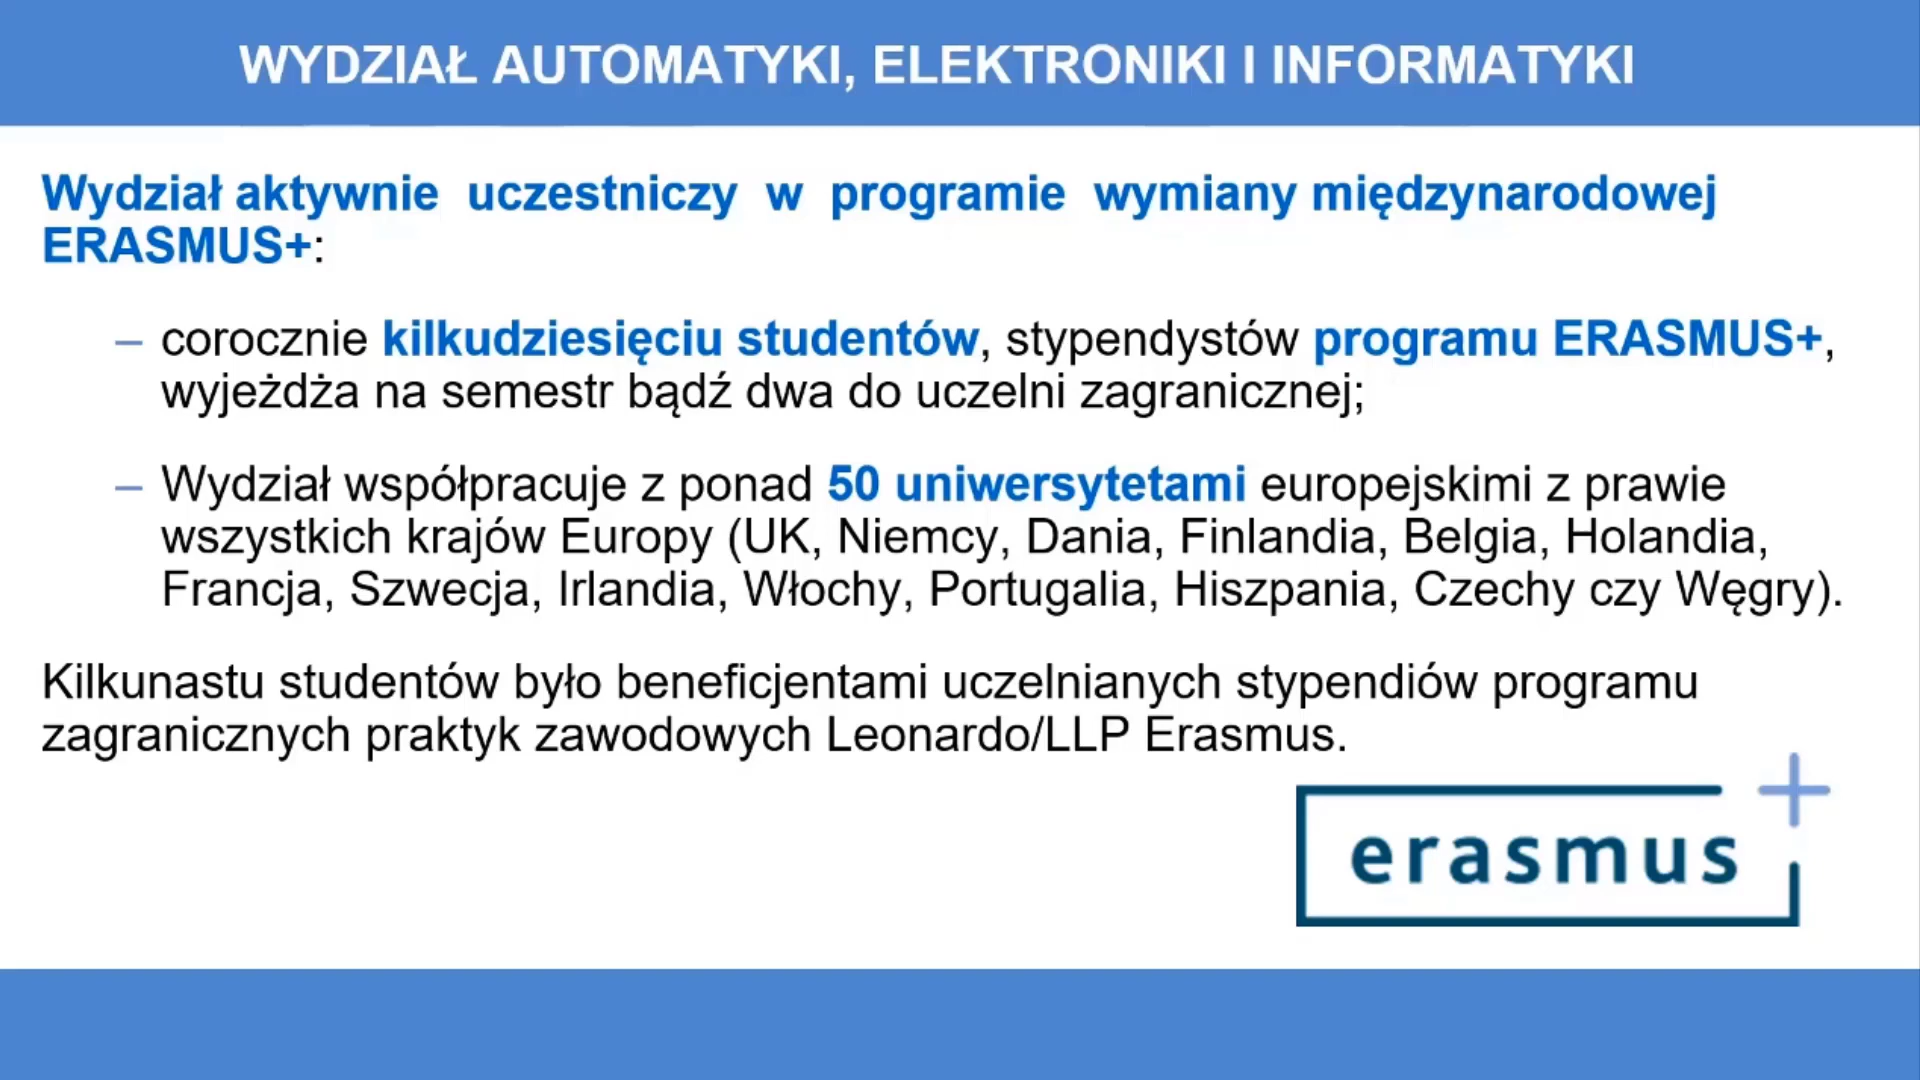 WYDZIAŁ AUTOMATYKI, ELEKTRONIKI I INFORMATYKI
Wydział aktywnie uczestniczy w programie wymiany międzynarodowej
ERASMUS+:
– corocznie kilkudziesięciu studentów, stypendystów programu ERASMUS+,
wyjeżdża na semestr bądź dwa do uczelni zagranicznej;
– Wydział współpracuje z ponad 50 uniwersytetami europejskimi z prawie
wszystkich krajów Europy (UK, Niemcy, Dania, Finlandia, Belgia, Holandia,
Francja, Szwecja, Irlandia, Włochy, Portugalia, Hiszpania, Czechy czy Węgry).
Kilkunastu studentów było beneficjentami uczelnianych stypendiów programu
zagranicznych praktyk zawodowych Leonardo/LLP Erasmus.
erasmus+